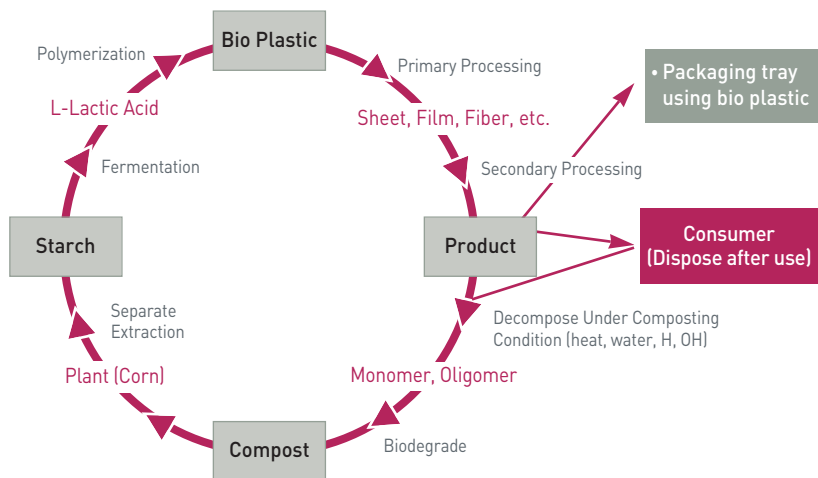 Bio Plastic
Polymerization
Primary Processing
• Packaging tray
using bio plastic
L-Lactic Acid
Sheet, Film, Fiber, etc.
Fermentation
Secondary Processing
Starch
Product
Consumer
(Dispose after use)
Separate
Extraction
Decompose Under Composting
Condition (heat, water, H, OH)
Plant (Corn)
Monomer, Oligomer
Compost
Biodegrade